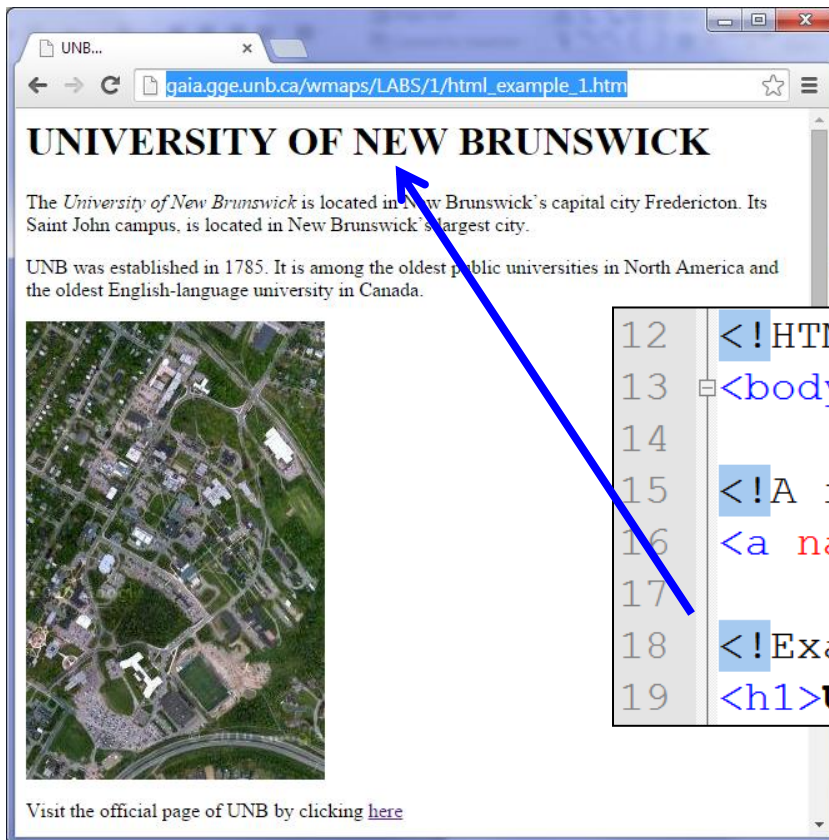 UNB...
gaia.gge.unb.ca/wmaps/LABS/1/html_example_1.htm
UNIVERSITY OF NEW BRUNSWICK
The University of New Brunswick is located in New Brunswick's capital city Fredericton. Its
Saint John campus, is located in New Brunswick's largest city.
UNB was established in 1785. It is among the oldest public universities in North America and
the oldest English-language university in Canada.
Visit the official page of UNB by clicking here
12 <!HTM
13 <body
14
15 <!A
16 <a na
17
18 <!Exa
19 <h1>U